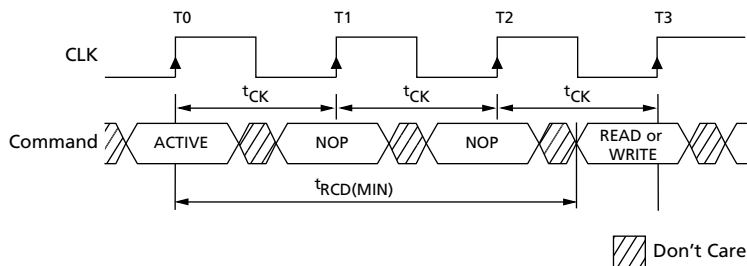 T0 T1 T2 T3
CLK
tCK tCK tCK
Command ACTIVE NOP NOP READ or
WRITE
tRCD(MIN)
Don't Care